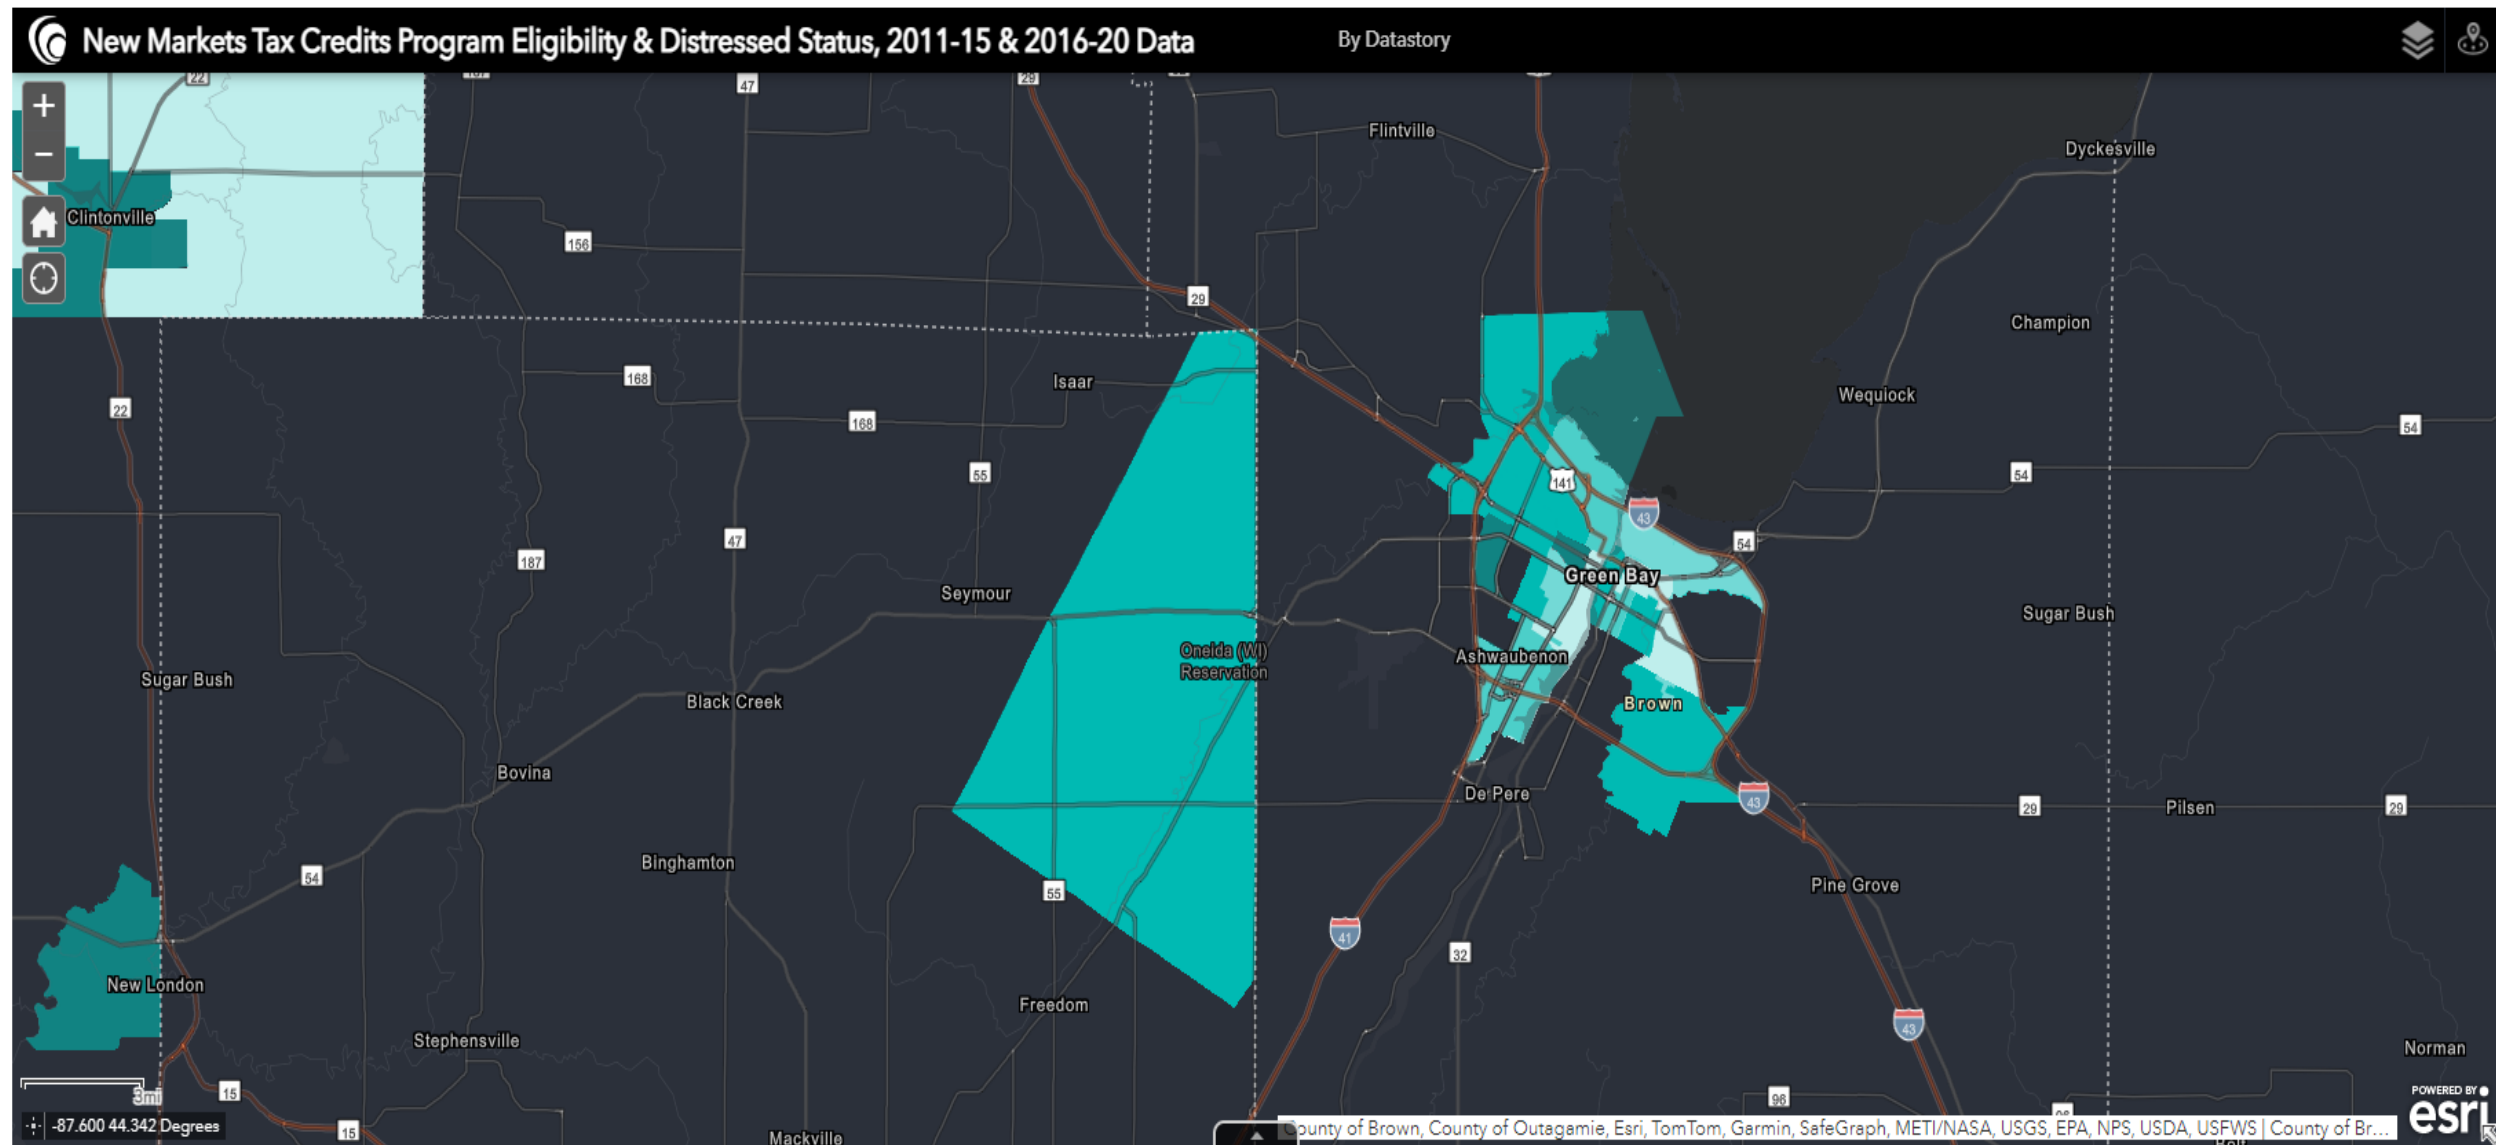 New Markets Tax Credits Program Eligibility & Distressed Status, 2011-15 & 2016-20 Data
By Datastory
22
47
29
Flintville
Dyckesville
+
−
Clintonville
156
29
Champion
Isaar
168
Wequiock
22
168
54
55
54
141
43
47
54
187
Green Bay
Seymour
Sugar Bush
Oneida (WI)
Reservation
Ashwaubenon
Sugar Bush
Black Creek
Brown
Bovina
De Pere
43
29
Pilsen
29
Binghamton
54
55
Pine Grove
41
32
New London
Freedom
43
Stephensville
Norman
3mi
15
96
POWERED BY
esri
-87.600 44.342 Degrees
15
County of Brown, County of Outagamie, Esri, TomTom, Garmin, SafeGraph, METI/NASA, USGS, EPA, NPS, USDA, USFWS | County of Br...
Mackville